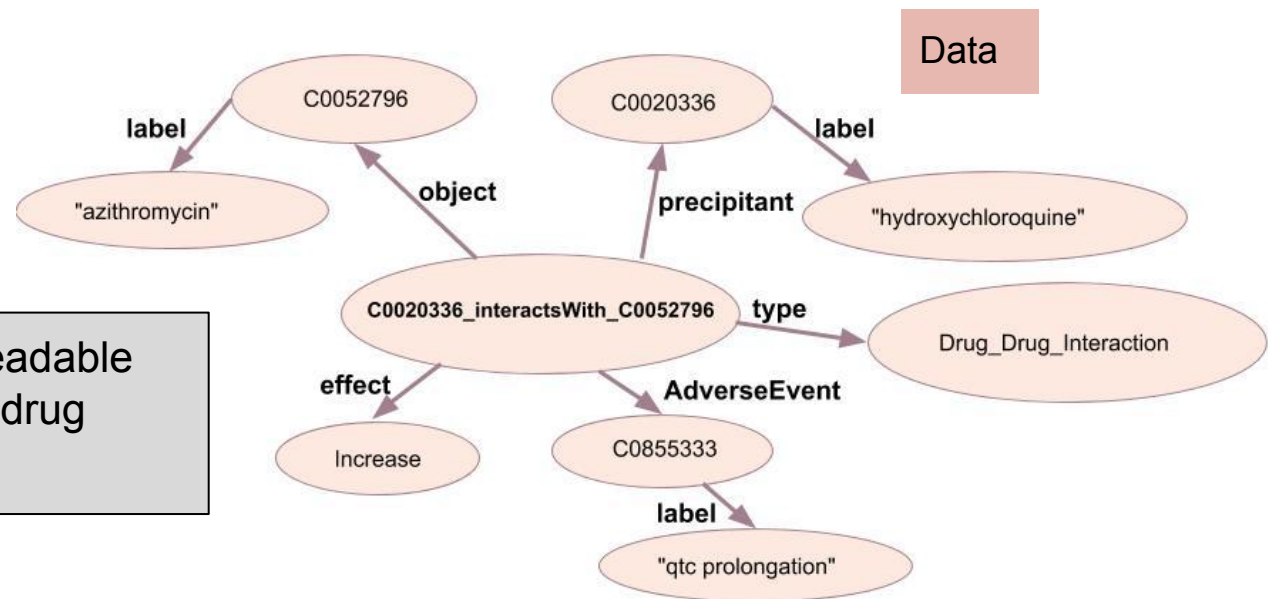 Data
C0052796
C0020336
label
label
object
"azithromycin"
precipitant
"hydroxychloroquine"
C0020336_interactsWith_C0052796
type
Drug_Drug_Interaction
drug
effect
AdverseEvent
C0855333
Increase
label
"qtc prolongation"